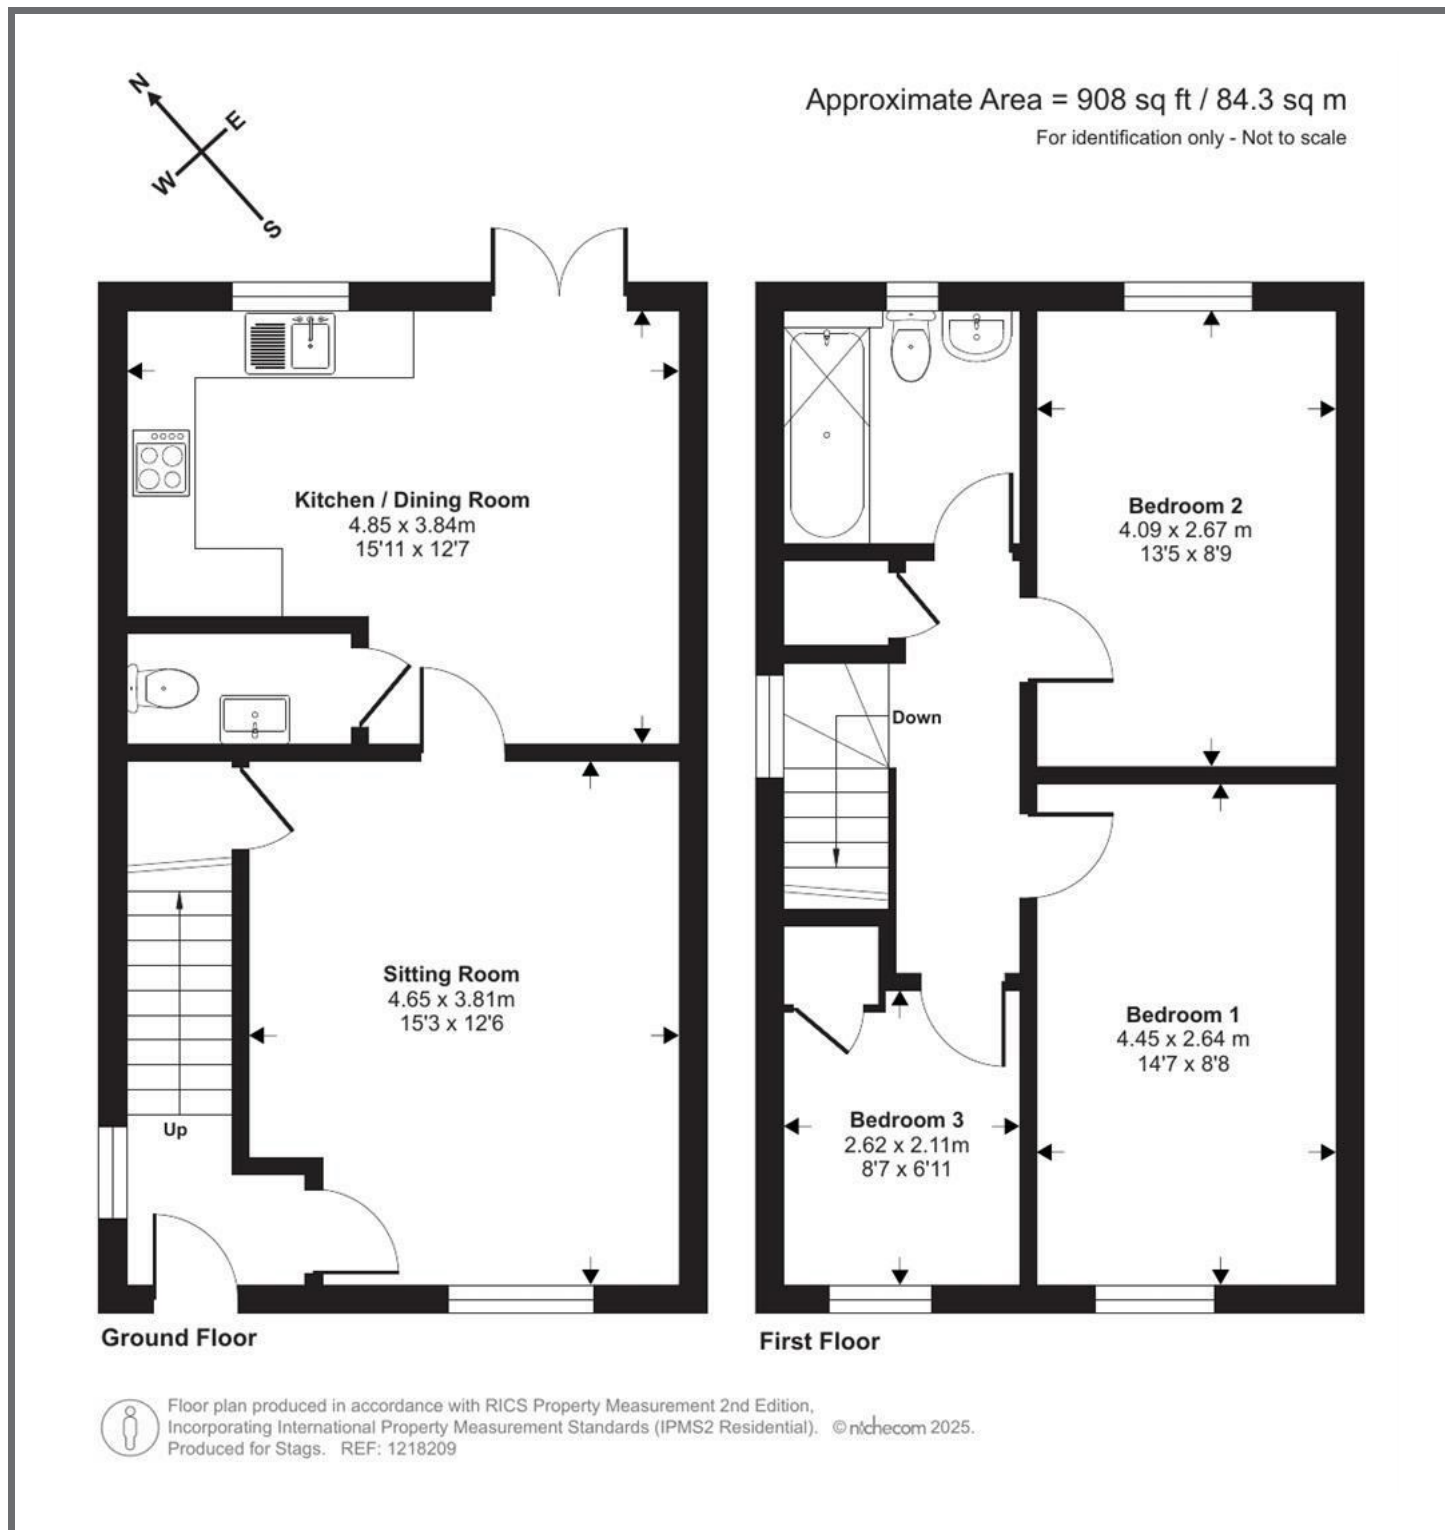 N
E
W
S
Approximate Area = 908 sq ft / 84.3 sq m
For identification only - Not to scale
Kitchen / Dining Room
4.85 x 3.84m
15'11 x 12'7
Sitting Room
4.65 x 3.81m
15'3 x 12'6
Up
Ground Floor
Bedroom 2
4.09 x 2.67 m
13'5 x 8'9
Down
Bedroom 1
4.45 x 2.64 m
14'7 x 8'8
Bedroom 3
2.62 x 2.11m
8'7 x 6'11
First Floor
Floor plan produced in accordance with RICS Property Measurement 2nd Edition,
Incorporating International Property Measurement Standards (IPMS2 Residential). © nichecom 2025.
Produced for Stags. REF: 1218209